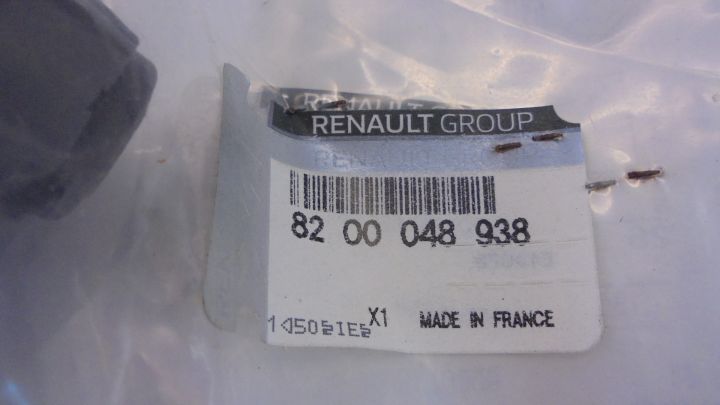 RENAULT GROUP
82 00 048 938
X1 MADE IN FRANCE